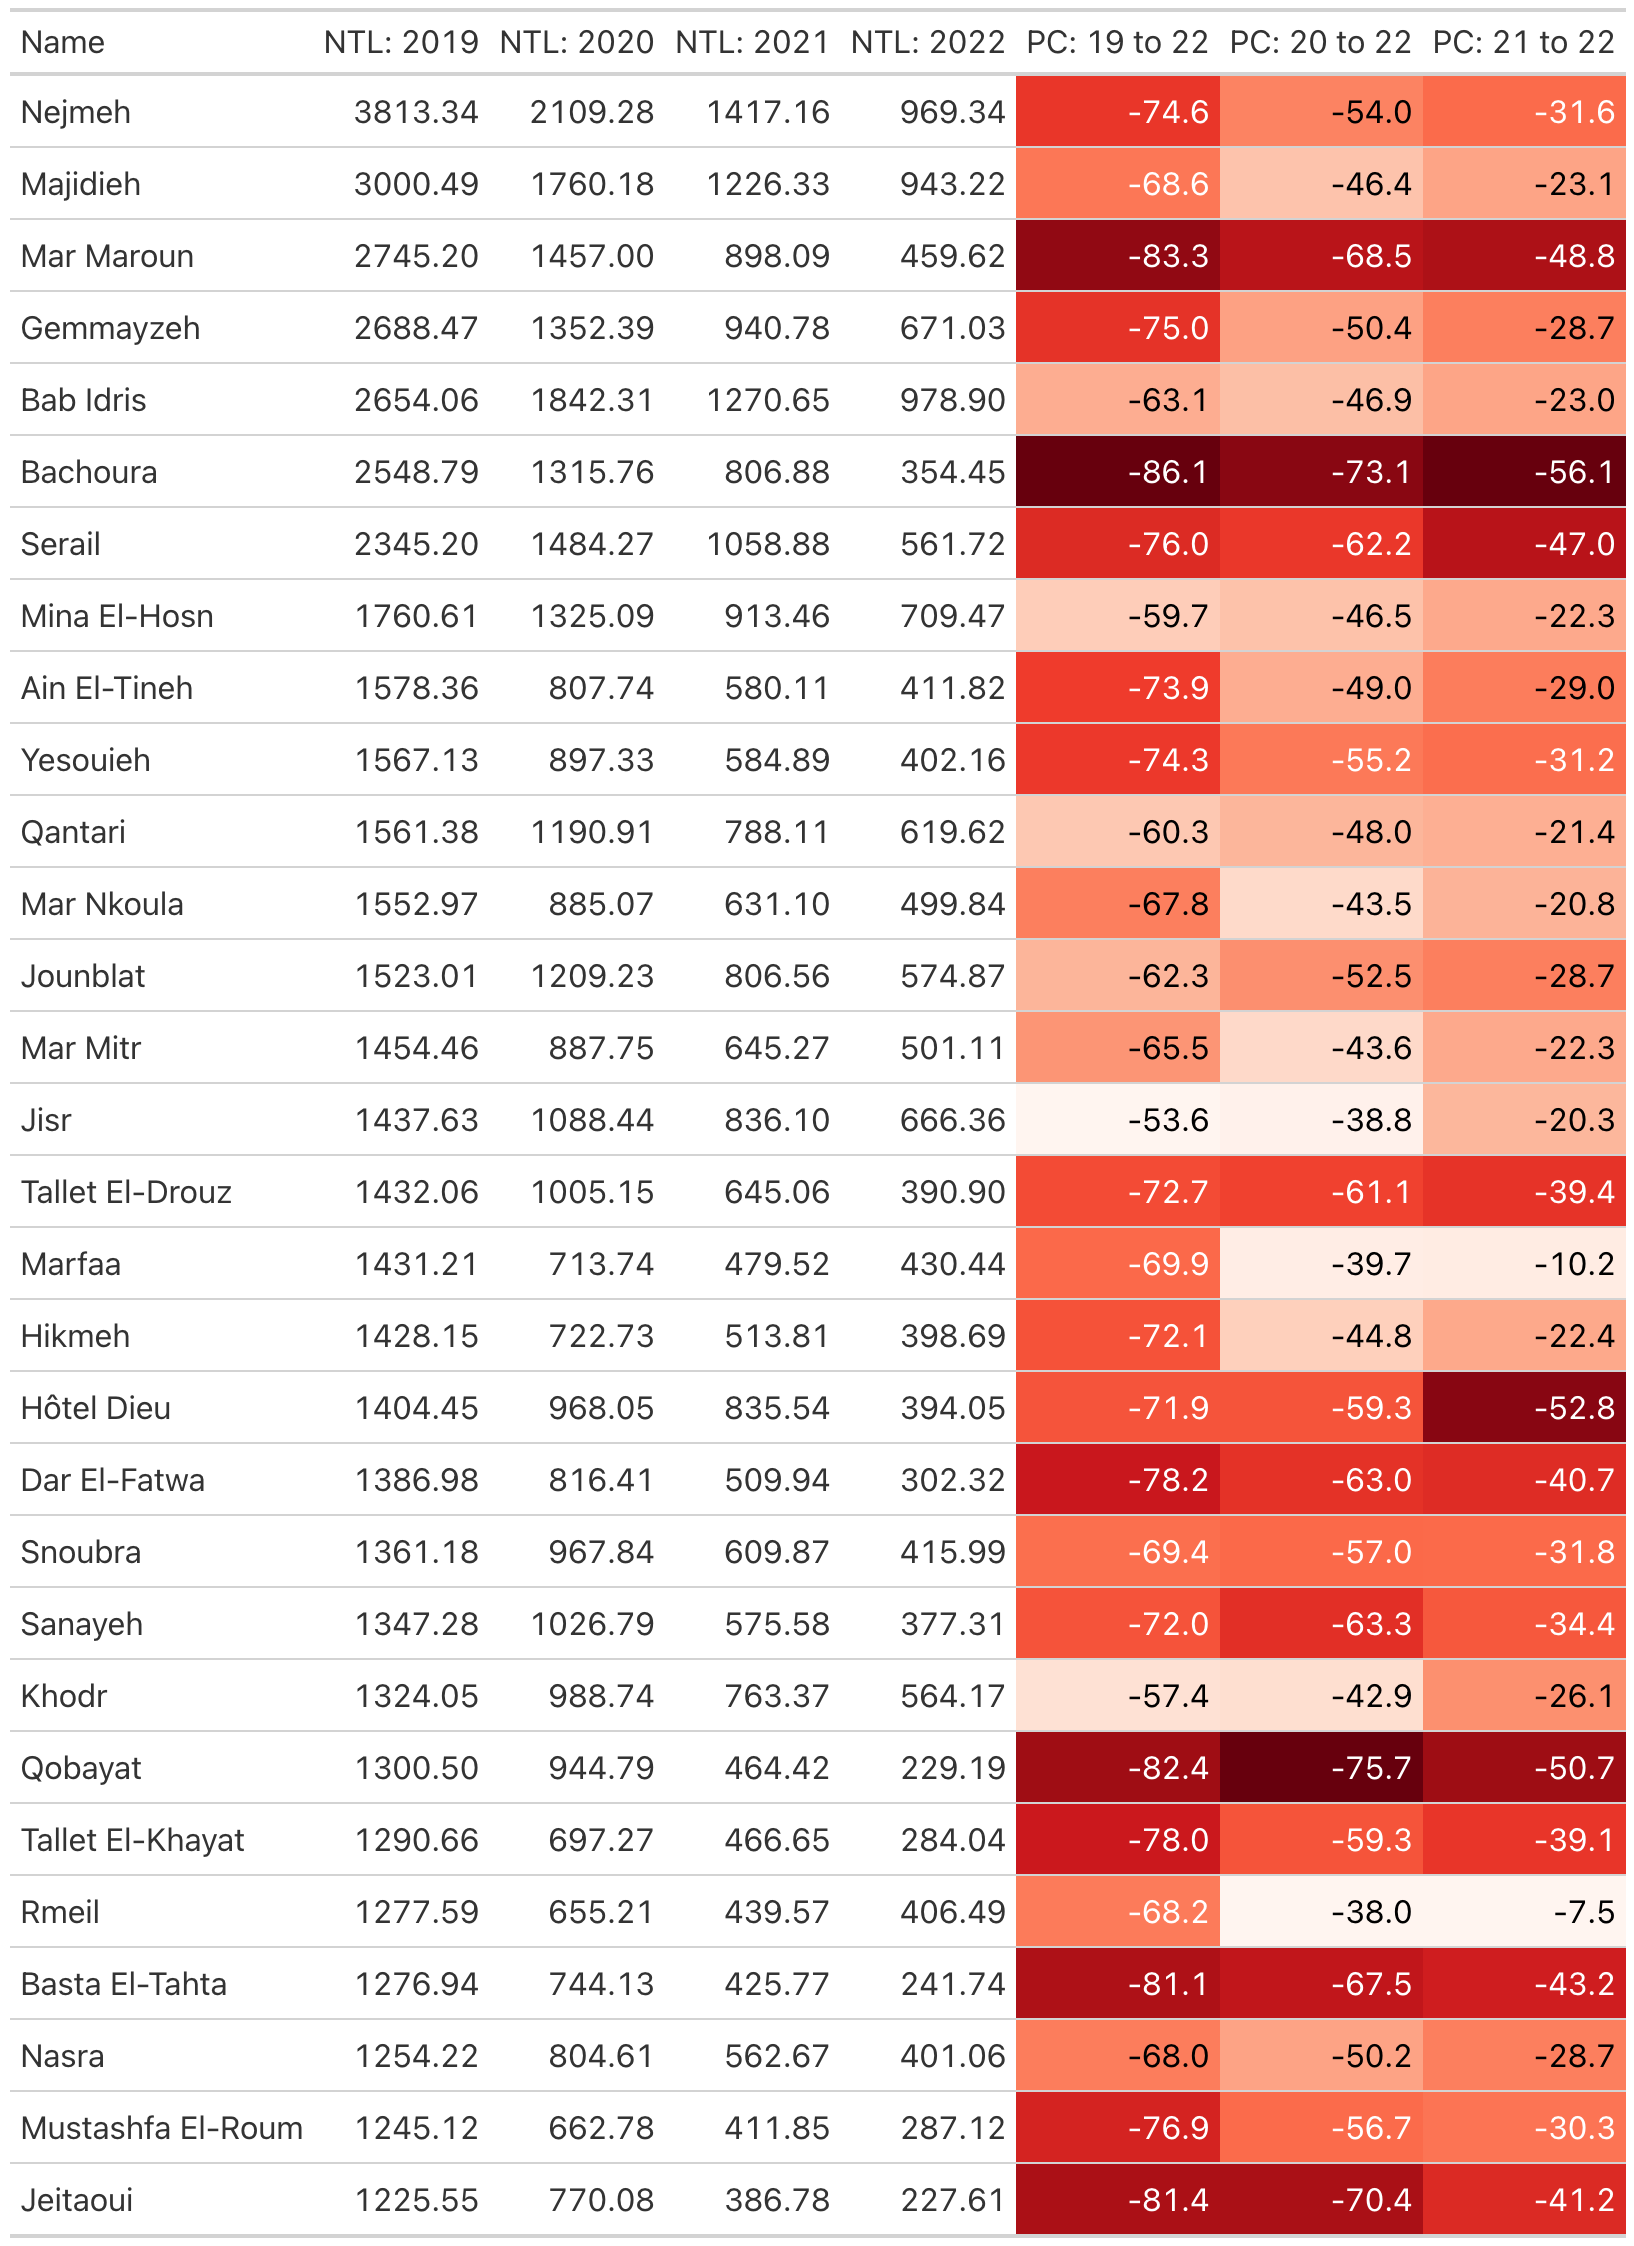 Name NTL: 2019 NTL: 2020 NTL: 2021 NTL: 2022 PC: 19 to 22 PC: 20 to 22 PC: 21 to 22
Nejmeh 3813.34 2109.28 1417.16 969.34 -74.6 -54.0 -31.6
Majidieh 3000.49 1760.18 1226.33 943.22 -68.6 -46.4 -23.1
Mar Maroun 2745.20 1457.00 898.09 459.62 -83.3 -68.5 -48.8
Gemmayzeh 2688.47 1352.39 940.78 671.03 -75.0 -50.4 -28.7
Bab Idris 2654.06 1842.31 1270.65 978.90 -63.1 -46.9 -23.0
Bachoura 2548.79 1315.76 806.88 354.45 -86.1 -73.1 -56.1
Serail 2345.20 1484.27 1058.88 561.72 -76.0 -62.2 -47.0
Mina El-Hosn 1760.61 1325.09 913.46 709.47 -59.7 -46.5 -22.3
Ain El-Tineh 1578.36 807.74 580.11 411.82 -73.9 -49.0 -29.0
Yesouieh 1567.13 897.33 584.89 402.16 -74.3 -55.2 -31.2
Qantari 1561.38 1190.91 788.11 619.62 -60.3 -48.0 -21.4
Mar Nkoula 1552.97 885.07 631.10 499.84 -67.8 -43.5 -20.8
Jounblat 1523.01 1209.23 806.56 574.87 -62.3 -52.5 -28.7
Mar Mitr 1454.46 887.75 645.27 501.11 -65.5 -43.6 -22.3
Jisr 1437.63 1088.44 836.10 666.36 -53.6 -38.8 -20.3
Tallet El-Drouz 1432.06 1005.15 645.06 390.90 -72.7 -61.1 -39.4
Marfaa 1431.21 713.74 479.52 430.44 -69.9 -39.7 -10.2
Hikmeh 1428.15 722.73 513.81 398.69 -72.1 -44.8 -22.4
Hôtel Dieu 1404.45 968.05 835.54 394.05 -71.9 -59.3 -52.8
Dar El-Fatwa 1386.98 816.41 509.94 302.32 -78.2 -63.0 -40.7
Snoubra 1361.18 967.84 609.87 415.99 -69.4 -57.0 -31.8
Sanayeh 1347.28 1026.79 575.58 377.31 -72.0 -63.3 -34.4
Khodr 1324.05 988.74 763.37 564.17 -57.4 -42.9 -26.1
Qobayat 1300.50 944.79 464.42 229.19 -82.4 -75.7 -50.7
Tallet El-Khayat 1290.66 697.27 466.65 284.04 -78.0 -59.3 -39.1
Rmeil 1277.59 655.21 439.57 406.49 -68.2 -38.0 -7.5
Basta El-Tahta 1276.94 744.13 425.77 241.74 -81.1 -67.5 -43.2
Nasra 1254.22 804.61 562.67 401.06 -68.0 -50.2 -28.7
Mustashfa El-Roum 1245.12 662.78 411.85 287.12 -76.9 -56.7 -30.3
Jeitaoui 1225.55 770.08 386.78 227.61 -81.4 -70.4 -41.2